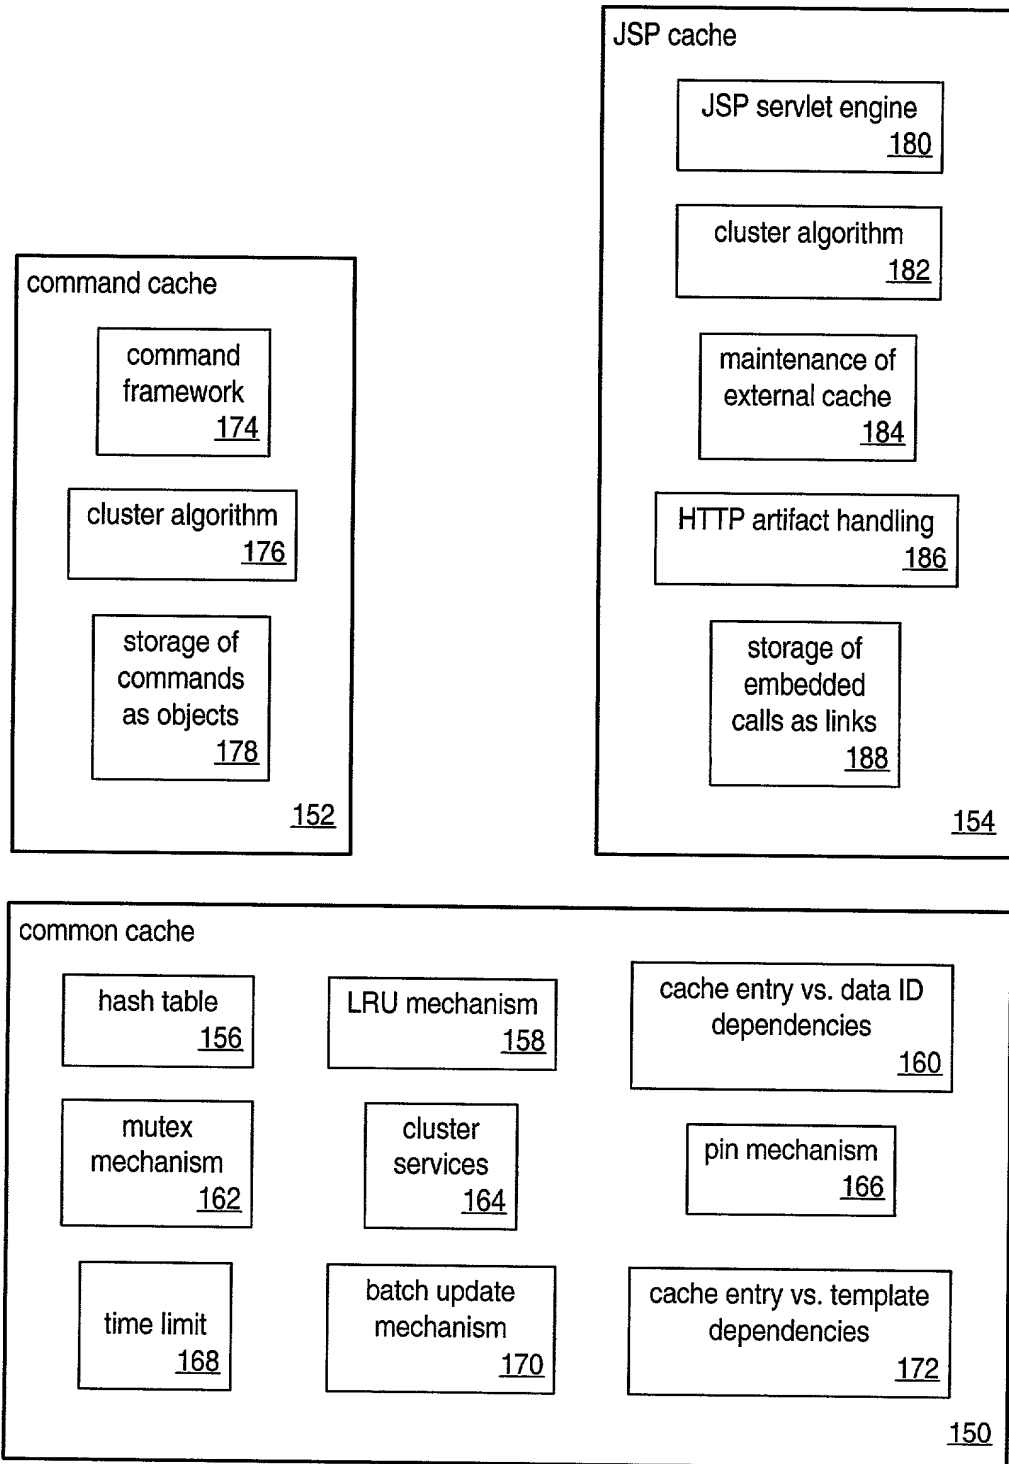 JSP cache
JSP servlet engine
180
cluster algorithm
182
maintenance of
external cache
184
HTTP artifact handling
186
storage of
embedded
calls as links
188
154
command cache
command
framework
174
cluster algorithm
176
storage of
commands
as objects
178
152
common cache
hash table
156
LRU mechanism
158
cache entry vs. data ID
dependencies
160
mutex
mechanism
162
cluster
services
164
pin mechanism
166
time limit
168
batch update
mechanism
170
cache entry vs. template
dependencies
172
150